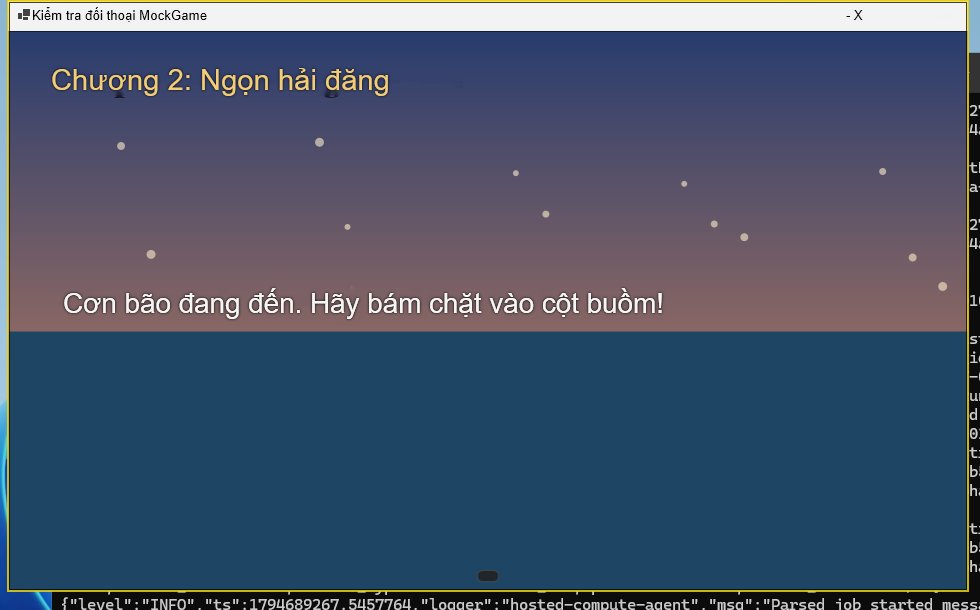 Kiểm tra đối thoại MockGame
- X
Chương 2: Ngọn hải đăng
Cơn bão đang đến. Hãy bám chặt vào cột buồm!
{"level":"INFO","ts":1794689267.5457764,"logger":"hosted-compute-agent","msg":"Parsed job started me